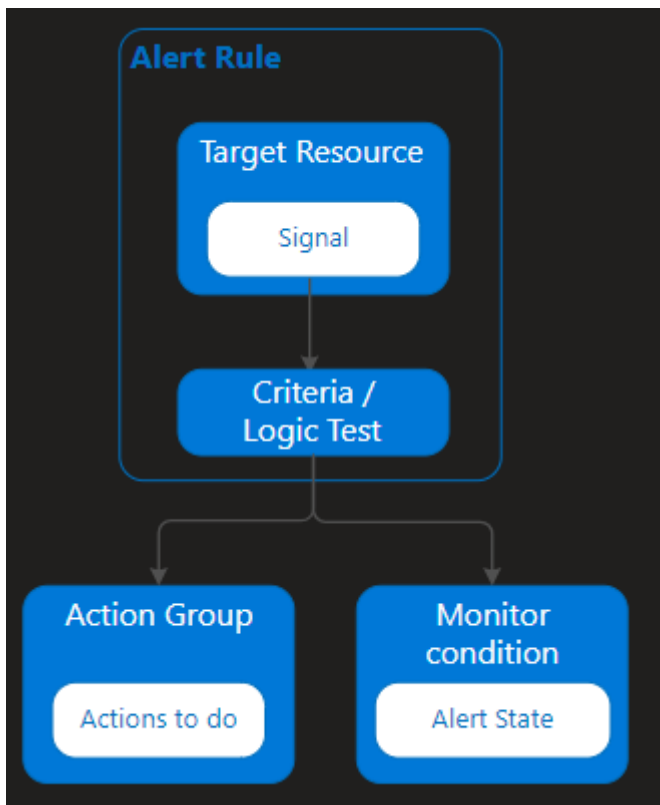 Alert Rule
Target Resource
Signal
Criteria /
Logic Test
Action Group
Actions to do
Monitor
condition
Alert State